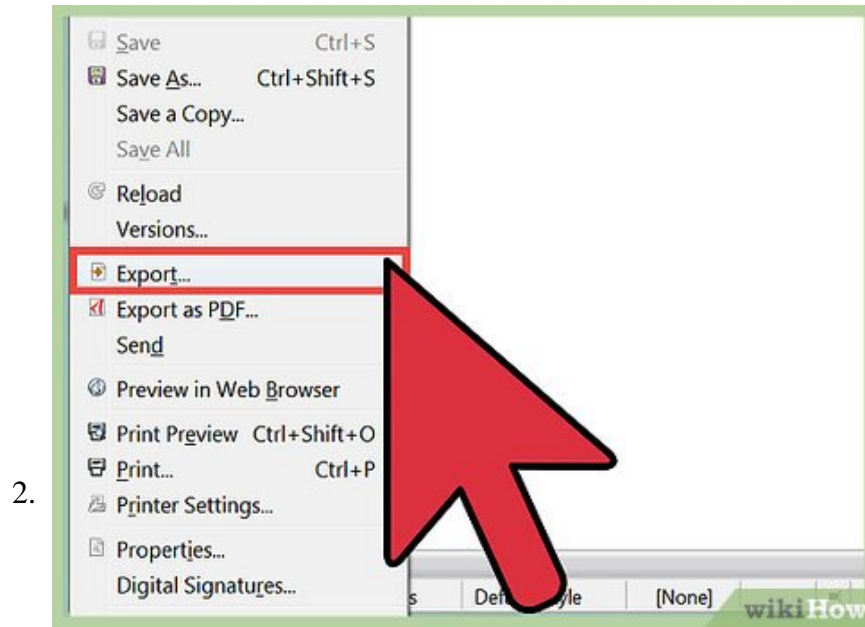 Save Ctrl+S
Save As... Ctrl+Shift+S
Save a Copy...
Save All
Reload
Versions...
Export...
Export as PDF...
Send
Preview in Web Browser
Print Preview Ctrl+Shift+O
Print... Ctrl+P
2.
Printer Settings...
Properties...
Digital Signatures...
[None]
wikiHow